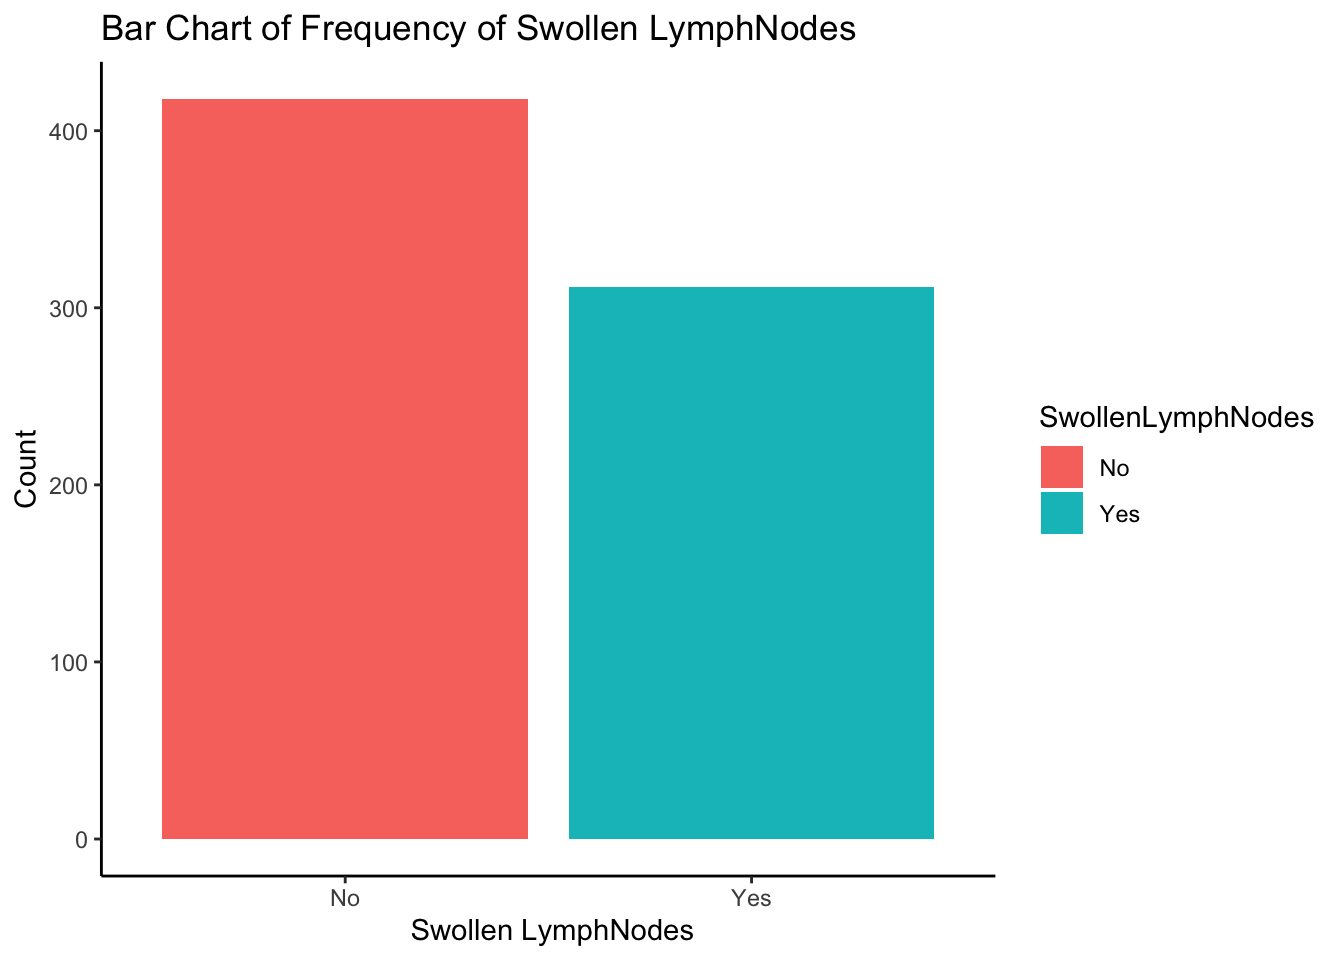 Bar Chart of Frequency of Swollen LymphNodes
Count
400
300
200
100
0
No
Yes
Swollen LymphNodes
SwollenLymphNodes
No
Yes